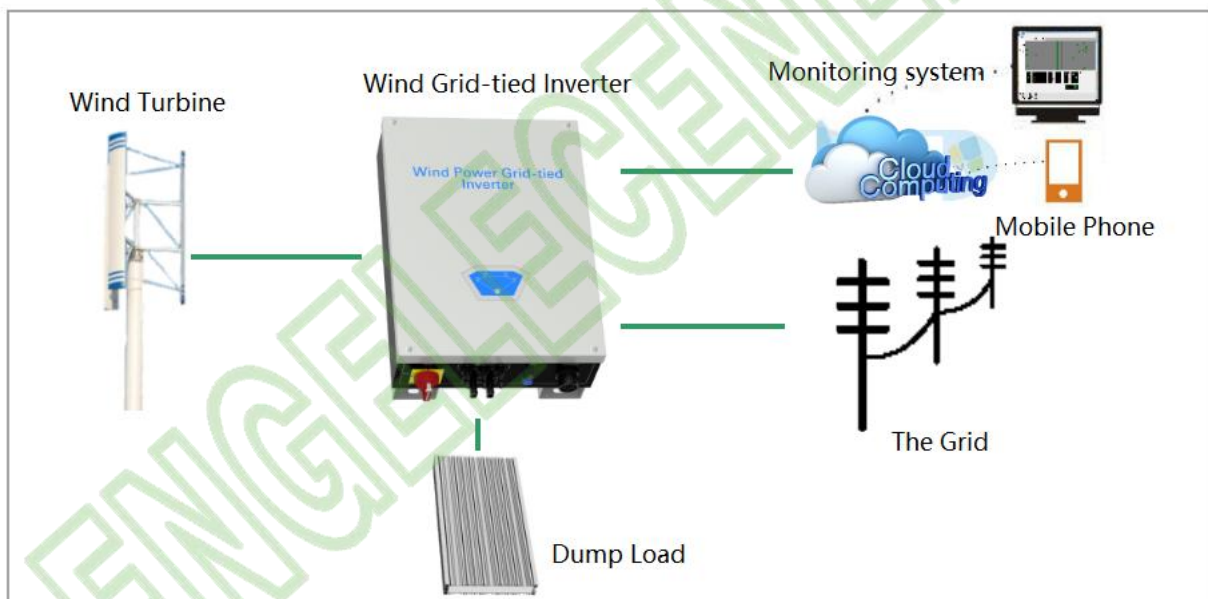 Wind Turbine
Wind Grid-tied Inverter
Monitoring system
Wind Power Grid-tied
Inverter
Cloud
Computing
Mobile Phone
The Grid
Dump Load
ENGELECENE